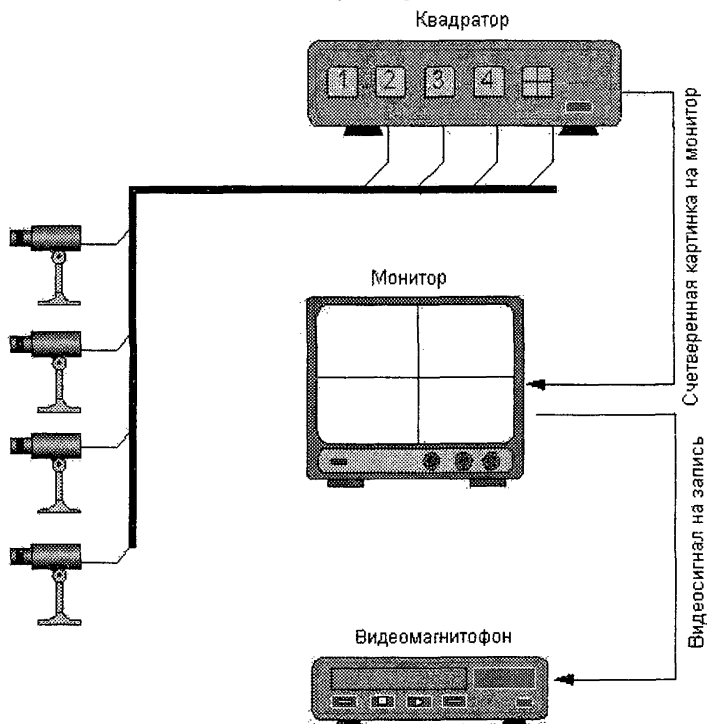 Квадратор
1 2 3 4
Счетверенная картинка на монитор
Монитор
Видеосигнал на запись
Видеомагнитофон